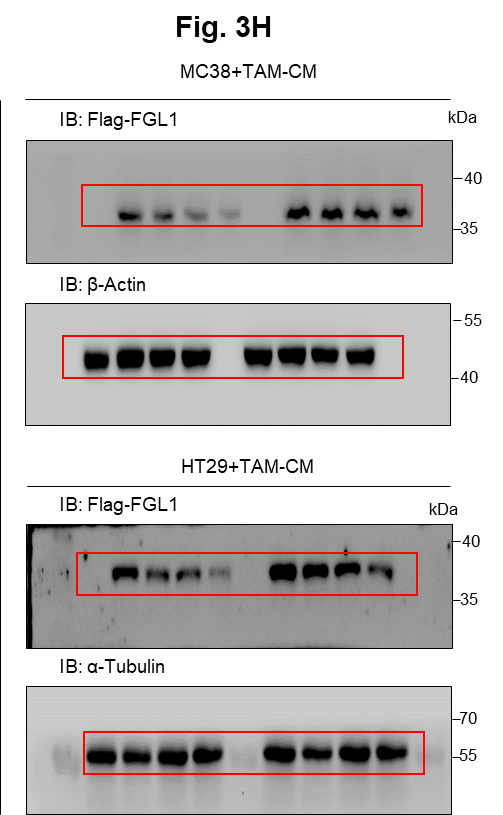 Fig. 3H
MC38+TAM-CM
IB: Flag-FGL1
kDa
40
35
IB: β-Actin
55
40
HT29+TAM-CM
IB: Flag-FGL1
kDa
40
35
IB: α-Tubulin
70
55